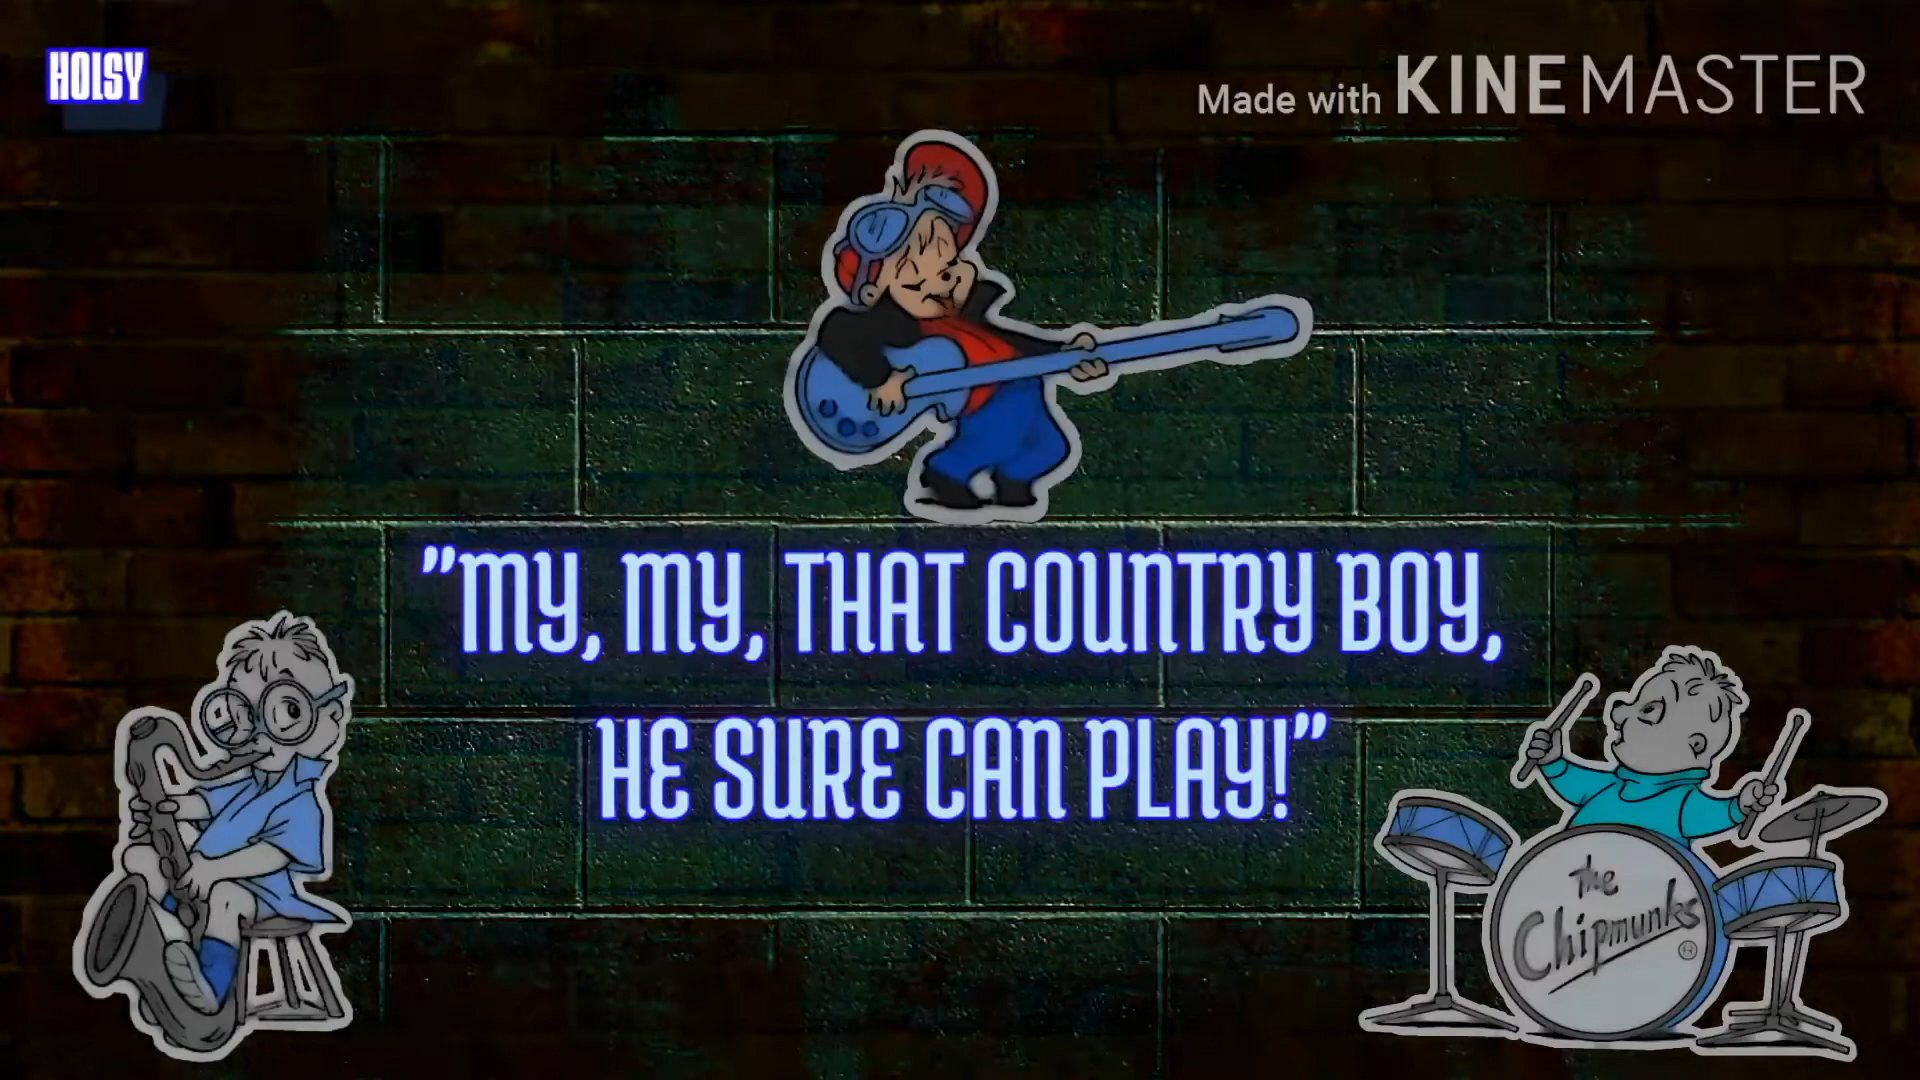 HOLSY
Made with KINEMASTER
"MY, MY, THAT COUNTRY BOY,
HE SURE CAN PLAY!"
the
Chipmunks